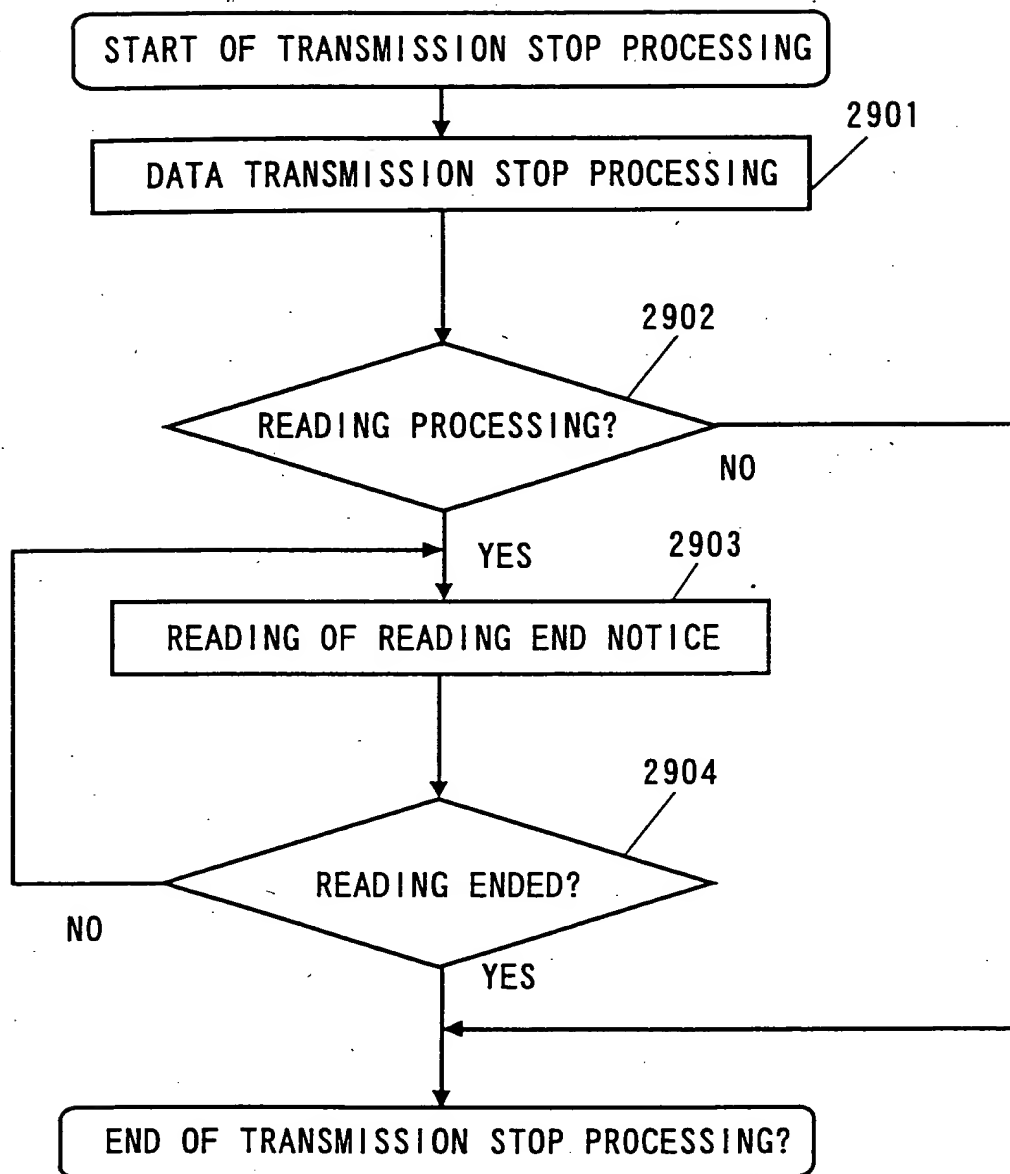 START OF TRANSMISSION STOP PROCESSING
2901
DATA TRANSMISSION STOP PROCESSING
2902
READING PROCESSING?
NO
YES
2903
READING OF READING END NOTICE
2904
READING ENDED?
NO
YES
END OF TRANSMISSION STOP PROCESSING?